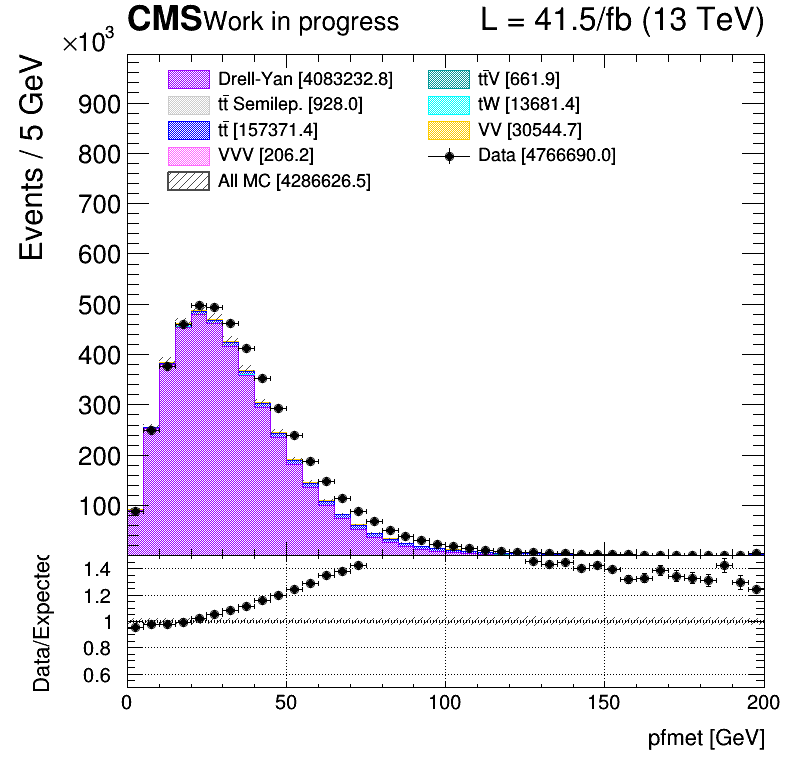 CMS Work in progress L = 41.5/fb (13 TeV)
×10³
Events / 5 GeV
900
800
700
600
500
400
300
200
100
Drell-Yan [4083232.8]
tt̄ Semilep. [928.0]
tt̄ [157371.4]
VVV [206.2]
All MC [4286626.5]
tt̄V [661.9]
tW [13681.4]
VV [30544.7]
Data [4766690.0]
Data/Expected
1.4
1.2
1
0.8
0.6
0 50 100 150 200
pfmet [GeV]